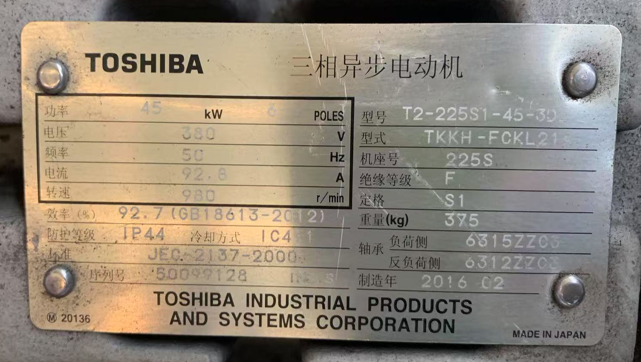 TOSHIBA 三相异步电动机
功率 45 kW 6 POLES
电压 380 V
频率 50 Hz
电流 92.8 A
转速 980 r/min
效率(%) 92.7(GB18613-2012)
防护等级 IP44 冷却方式 IC411
标准 JEC-2137-2000
序列号 50099128
型号 T2-225S1-45-
型式 TKKH-FCKL21
机座号 225S
绝缘等级 F
定格 S1
重量(kg) 375
轴承 负荷侧 6315ZZC3
反负荷侧 6312ZZC3
制造年 2016 02
TOSHIBA INDUSTRIAL PRODUCTS
AND SYSTEMS CORPORATION
Ⓜ 20136
MADE IN JAPAN